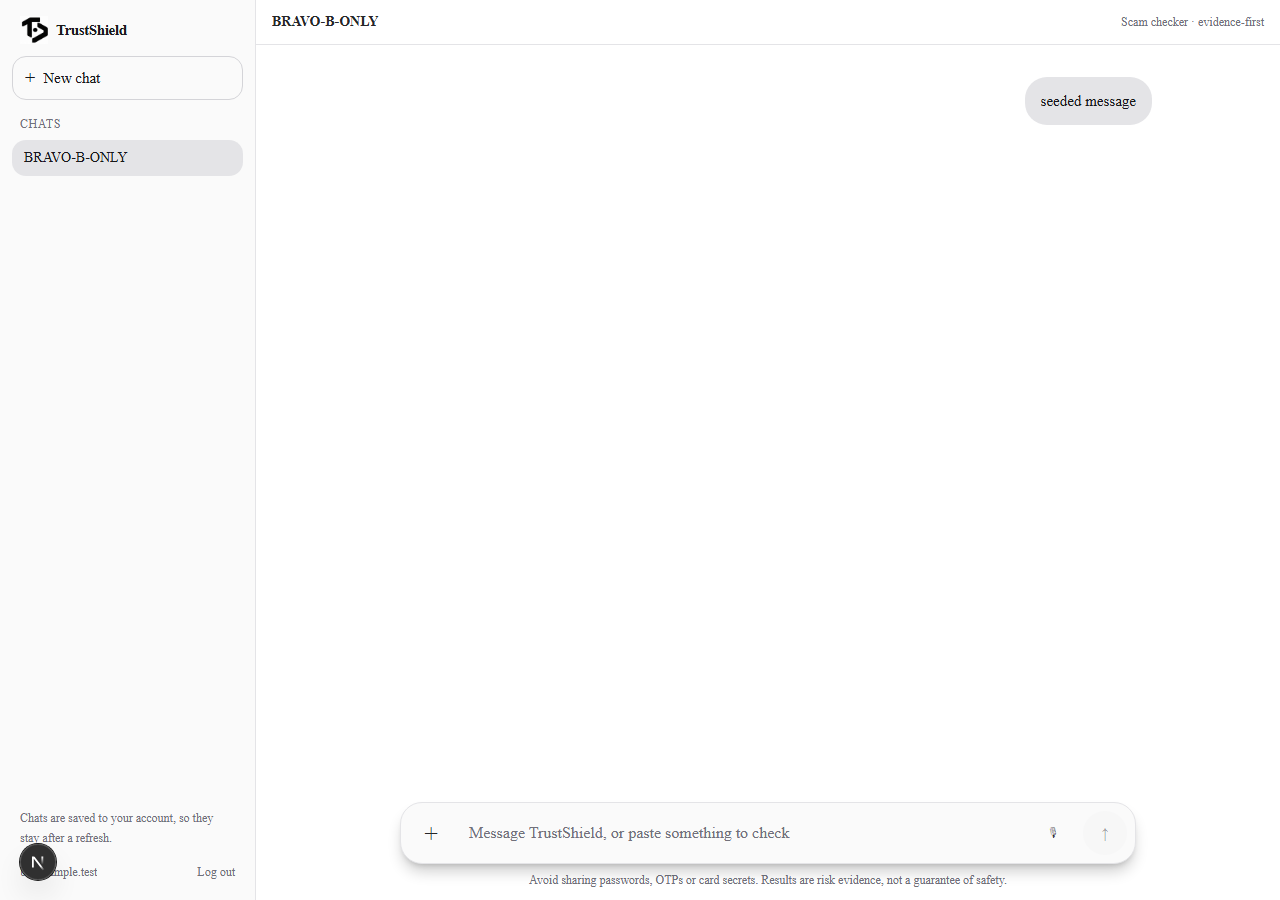 TrustShield
+ New chat
CHATS
BRAVO-B-ONLY
Chats are saved to your account, so they
stay after a refresh.
N
Log out
BRAVO-B-ONLY
Scam checker · evidence-first
seeded message
+ Message TrustShield, or paste something to check
Avoid sharing passwords, OTPs or card secrets. Results are risk evidence, not a guarantee of safety.